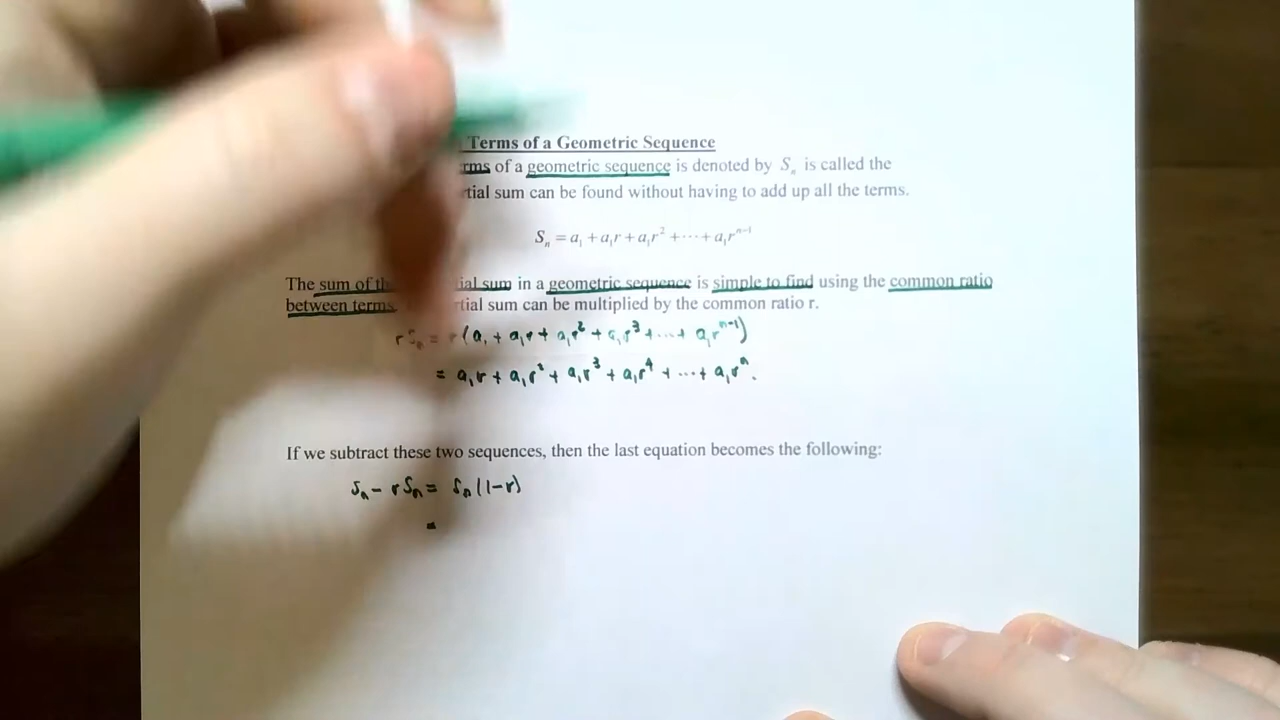 Terms of a Geometric Sequence
of a geometric sequence is denoted by Sₙ is called the
sum can be found without having to add up all the terms.
Sₙ = a₁ + a₁r + a₁r² + ⋯ + a₁rⁿ⁻¹
The sum of sum in a geometric sequence is simple to find using the common ratio
between terms sum can be multiplied by the common ratio r.
rSₙ = r(a₁ + a₁r + a₁r² + a₁r³ + ... + a₁rⁿ⁻¹)
= a₁r + a₁r² + a₁r³ + a₁r⁴ + ... + a₁rⁿ.
If we subtract these two sequences, then the last equation becomes the following:
Sₙ - rSₙ = Sₙ(1-r)
=